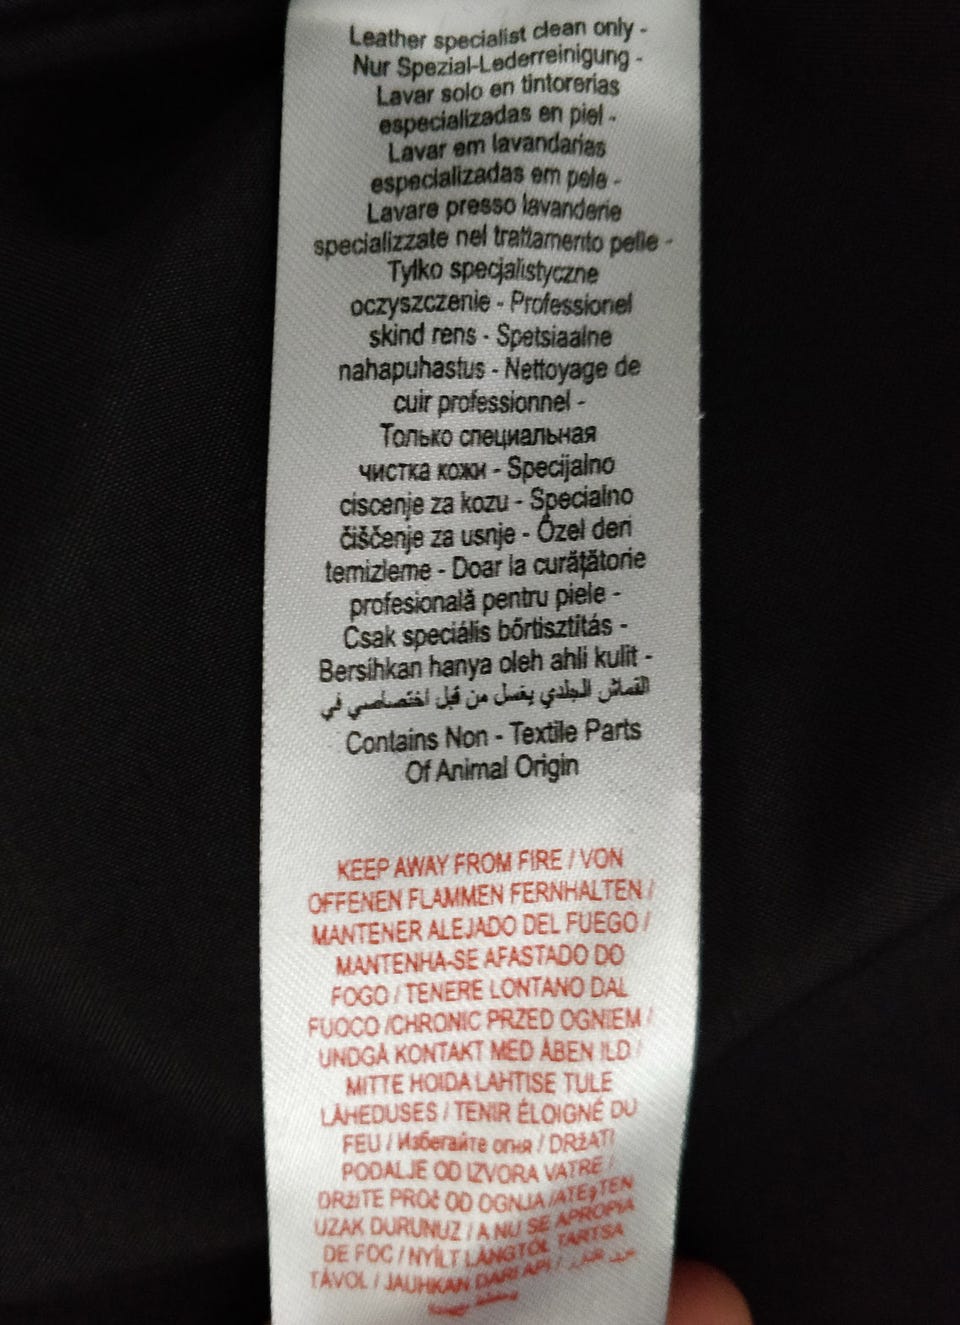 Leather specialist clean only -
Nur Spezial-Lederreinigung -
Lavar solo en tintorerias
especializadas en piel -
Lavar em lavandarias
especializadas em pele -
Lavare presso lavanderie
specializzate nel trattamento pelle -
Tylko specjalistyczne
oczyszczenie - Professionel
skind rens - Spetsiaalne
nahapuhastus - Nettoyage de
cuir professionnel -
Только специальная
чистка кожи - Specijalno
ciscenje za kozu - Specialno
čiščenje za usnje - Özel deri
temizleme - Doar la curăţătorie
profesională pentru piele -
Csak speciális bőrtisztítás -
Bersihkan hanya oleh ahli kulit -
القماش الجلدي يغسل من قبل اختصاصي في
Contains Non - Textile Parts
Of Animal Origin
KEEP AWAY FROM FIRE / VON
OFFENEN FLAMMEN FERNHALTEN /
MANTENER ALEJADO DEL FUEGO /
MANTENHA-SE AFASTADO DO
FOGO / TENERE LONTANO DAL
FUOCO /CHRONIC PRZED OGNIEM /
UNDGÅ KONTAKT MED ÅBEN ILD /
MITTE HOIDA LAHTISE TULE
LÄHEDUSES / TENIR ÉLOIGNÉ DU
FEU / Избегайте огня / DRŽATI
PODALJE OD IZVORA VATRE /
DRŽITE PROč OD OGNJA /ATEşTEN
UZAK DURUNUZ / A NU SE APROPIA
DE FOC / NYÍLT LÁNGTÓL TARTSA
TÁVOL / JAUHKAN DARI API /